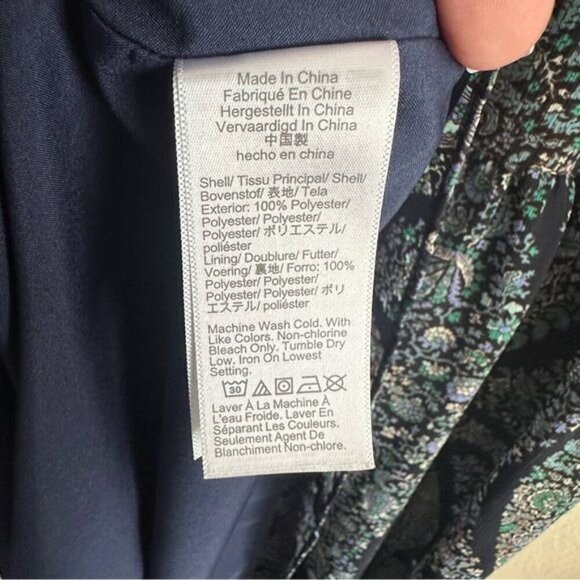 Made In China
Fabriqué En Chine
Hergestellt In China
Vervaardigd In China
中国製
hecho en china
Shell/ Tissu Principal/ Shell/
Bovenstof/ 表地/ Tela
Exterior: 100% Polyester/
Polyester/ Polyester/
Polyester/ ポリエステル/
poliéster
Lining/ Doublure/ Futter/
Voering/ 裏地/ Forro: 100%
Polyester/ Polyester/
Polyester/ Polyester/ ポリ
エステル/ poliéster
Machine Wash Cold. With
Like Colors. Non-chlorine
Bleach Only. Tumble Dry
Low. Iron On Lowest
Setting.
30
Laver À La Machine À
L'eau Froide. Laver En
Séparant Les Couleurs.
Seulement Agent De
Blanchiment Non-chlore.